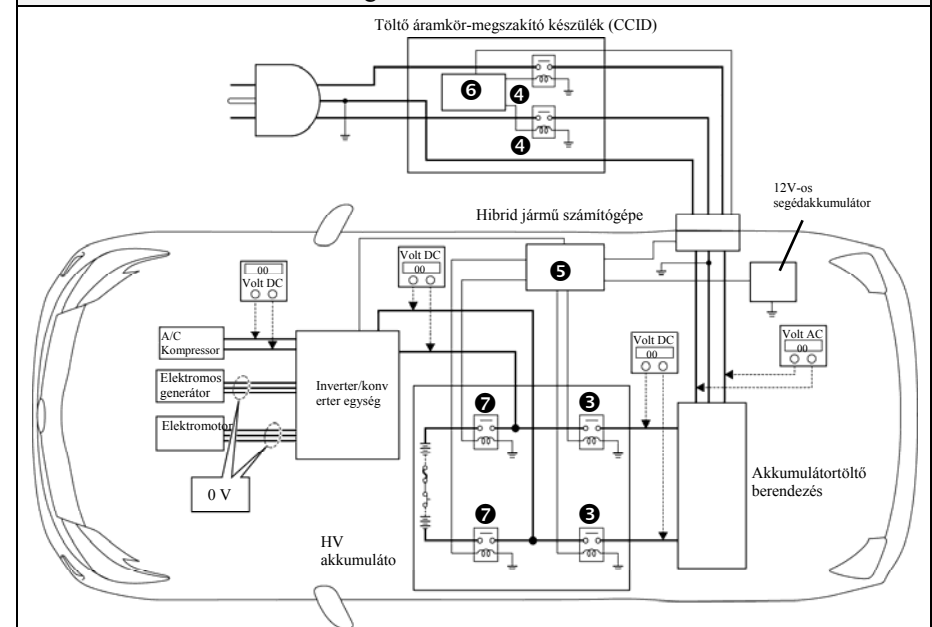 Töltő áramkör-megszakító készülék (CCID)
❻
❹
❹
12V-os
segédakkumulátor
Hibrid jármű számítógépe
❺
Volt DC
00
00
Volt DC
Volt DC
00
Volt AC
00
A/C
Kompresszor
Elektromos
generátor
Elektromotor
Inverter/konv
erter egység
0 V
❼
❸
❼
❸
HV
akkumuláto
Akkumulátortöltő
berendezés